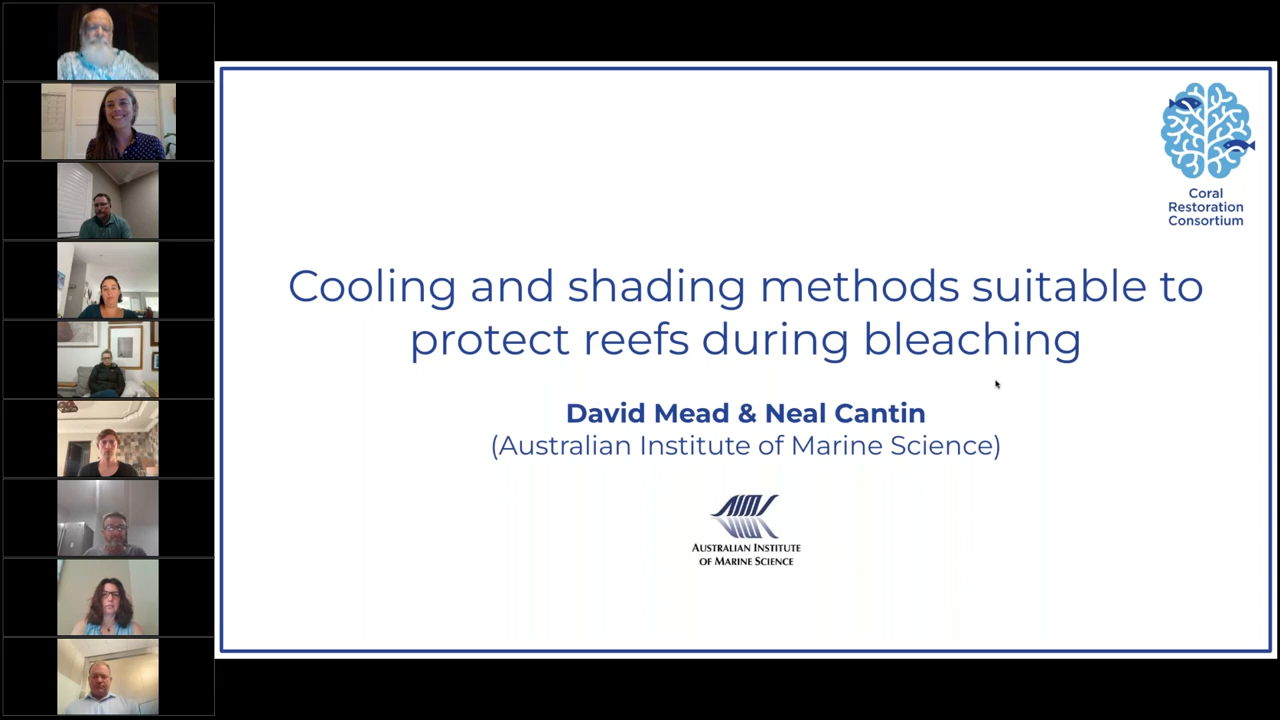 Coral
Restoration
Consortium
Cooling and shading methods suitable to
protect reefs during bleaching
David Mead & Neal Cantin
(Australian Institute of Marine Science)
AIMS
AUSTRALIAN INSTITUTE
OF MARINE SCIENCE